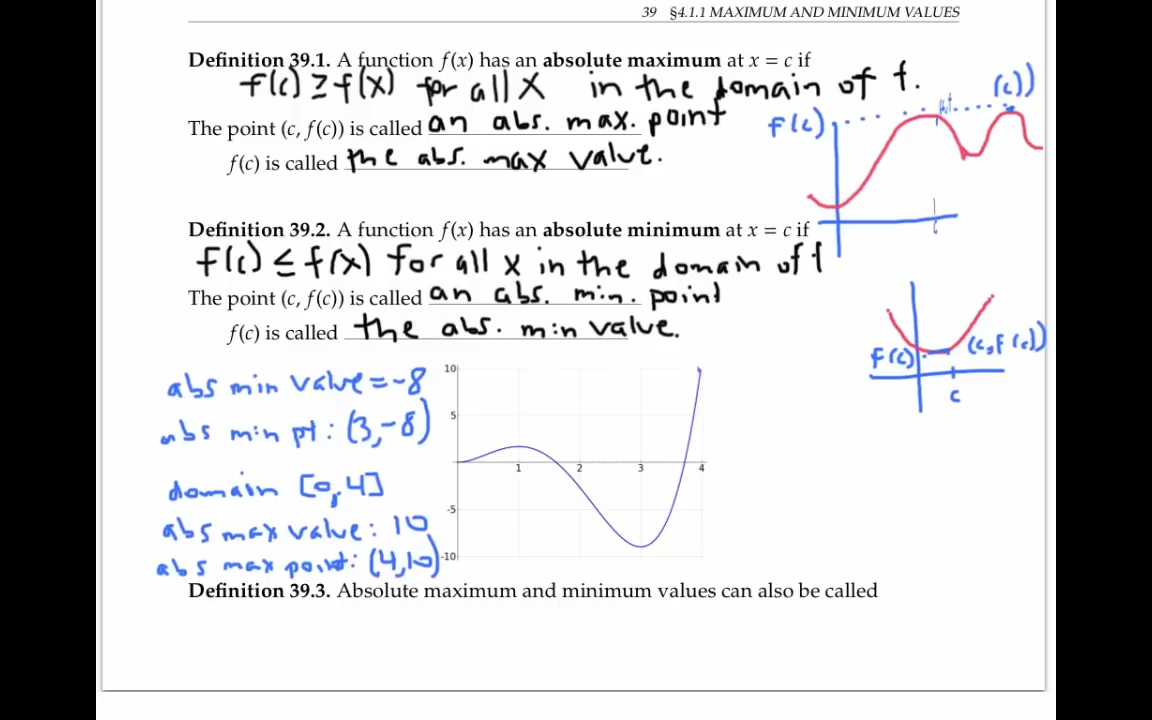 39 §4.1.1 MAXIMUM AND MINIMUM VALUES
Definition 39.1. A function f(x) has an absolute maximum at x = c if
f(c) ≥ f(x) for all x in the domain of f.
The point (c, f(c)) is called an abs. max. point
f(c) is called the abs. max value.
f(c)
(c))
c
Definition 39.2. A function f(x) has an absolute minimum at x = c if
f(c) ≤ f(x) for all x in the domain of f
The point (c, f(c)) is called an abs. min. point
f(c) is called the abs. min value.
f(c)
(c, f(c))
c
abs min value = -8
abs min pt: (3, -8)
domain [0, 4]
abs max value: 10
abs max point: (4, 10)
10
5
1 2 3 4
-5
-10
Definition 39.3. Absolute maximum and minimum values can also be called